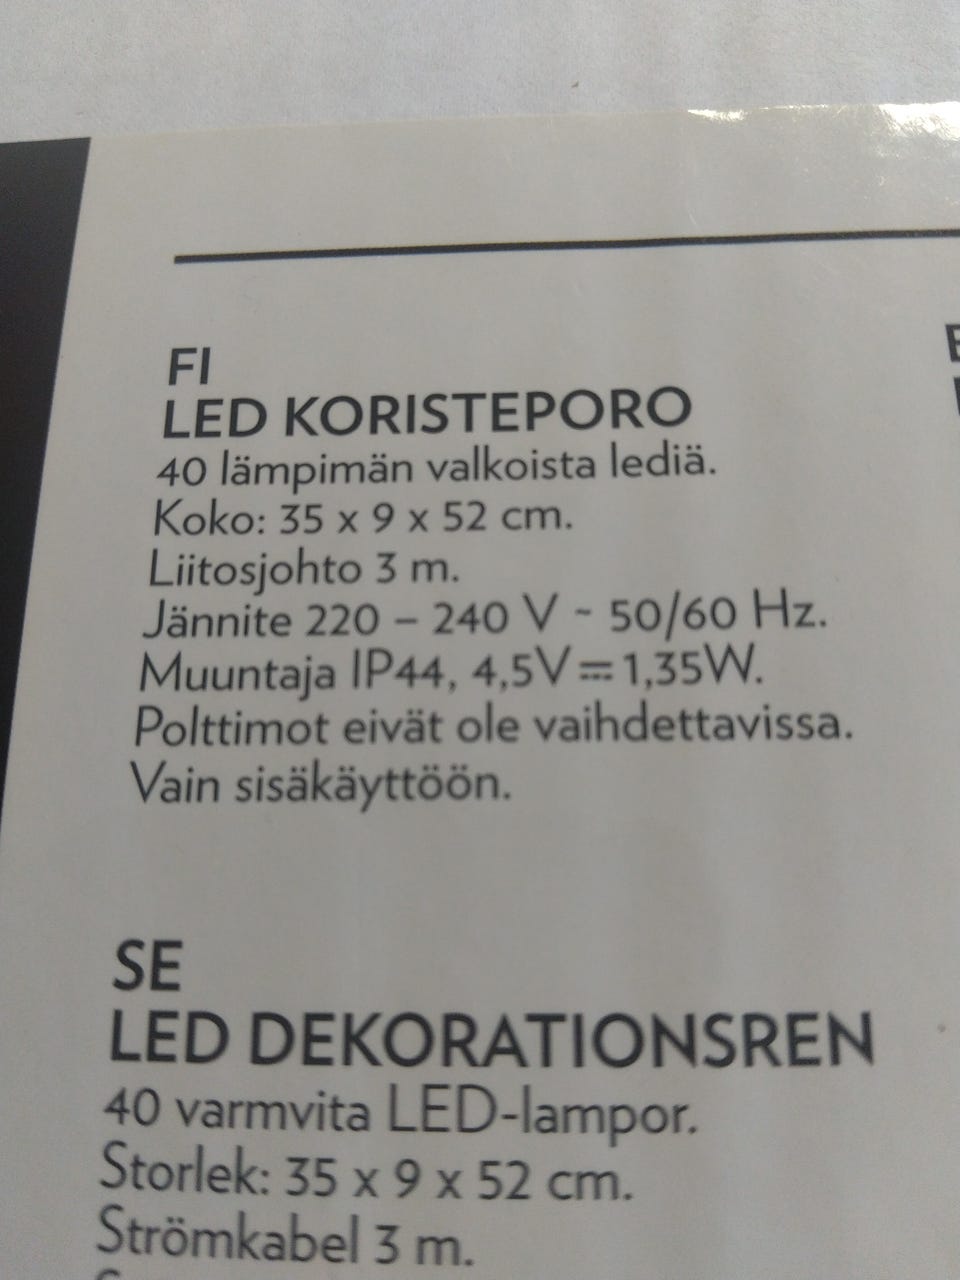 FI
LED KORISTEPORO
40 lämpimän valkoista lediä.
Koko: 35 x 9 x 52 cm.
Liitosjohto 3 m.
Jännite 220 – 240 V ~ 50/60 Hz.
Muuntaja IP44, 4,5V⎓1,35W.
Polttimot eivät ole vaihdettavissa.
Vain sisäkäyttöön.
SE
LED DEKORATIONSREN
40 varmvita LED-lampor.
Storlek: 35 x 9 x 52 cm.
Strömkabel 3 m.